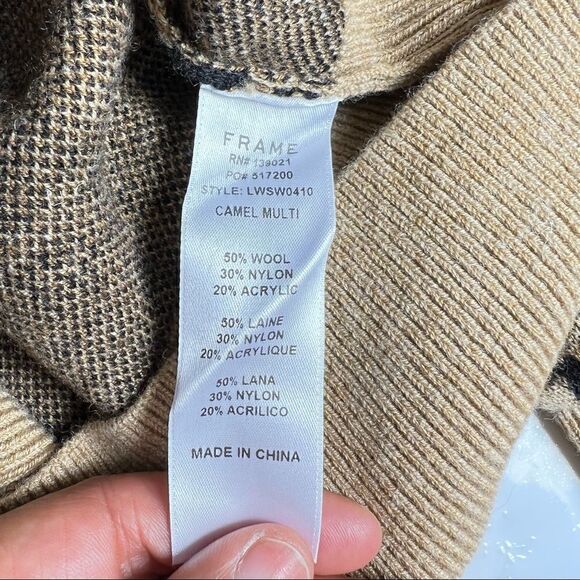 FRAME
RN# 139021
PO# 517200
STYLE: LWSW0410
CAMEL MULTI
50% WOOL
30% NYLON
20% ACRYLIC
50% LAINE
30% NYLON
20% ACRYLIQUE
50% LANA
30% NYLON
20% ACRILICO
MADE IN CHINA